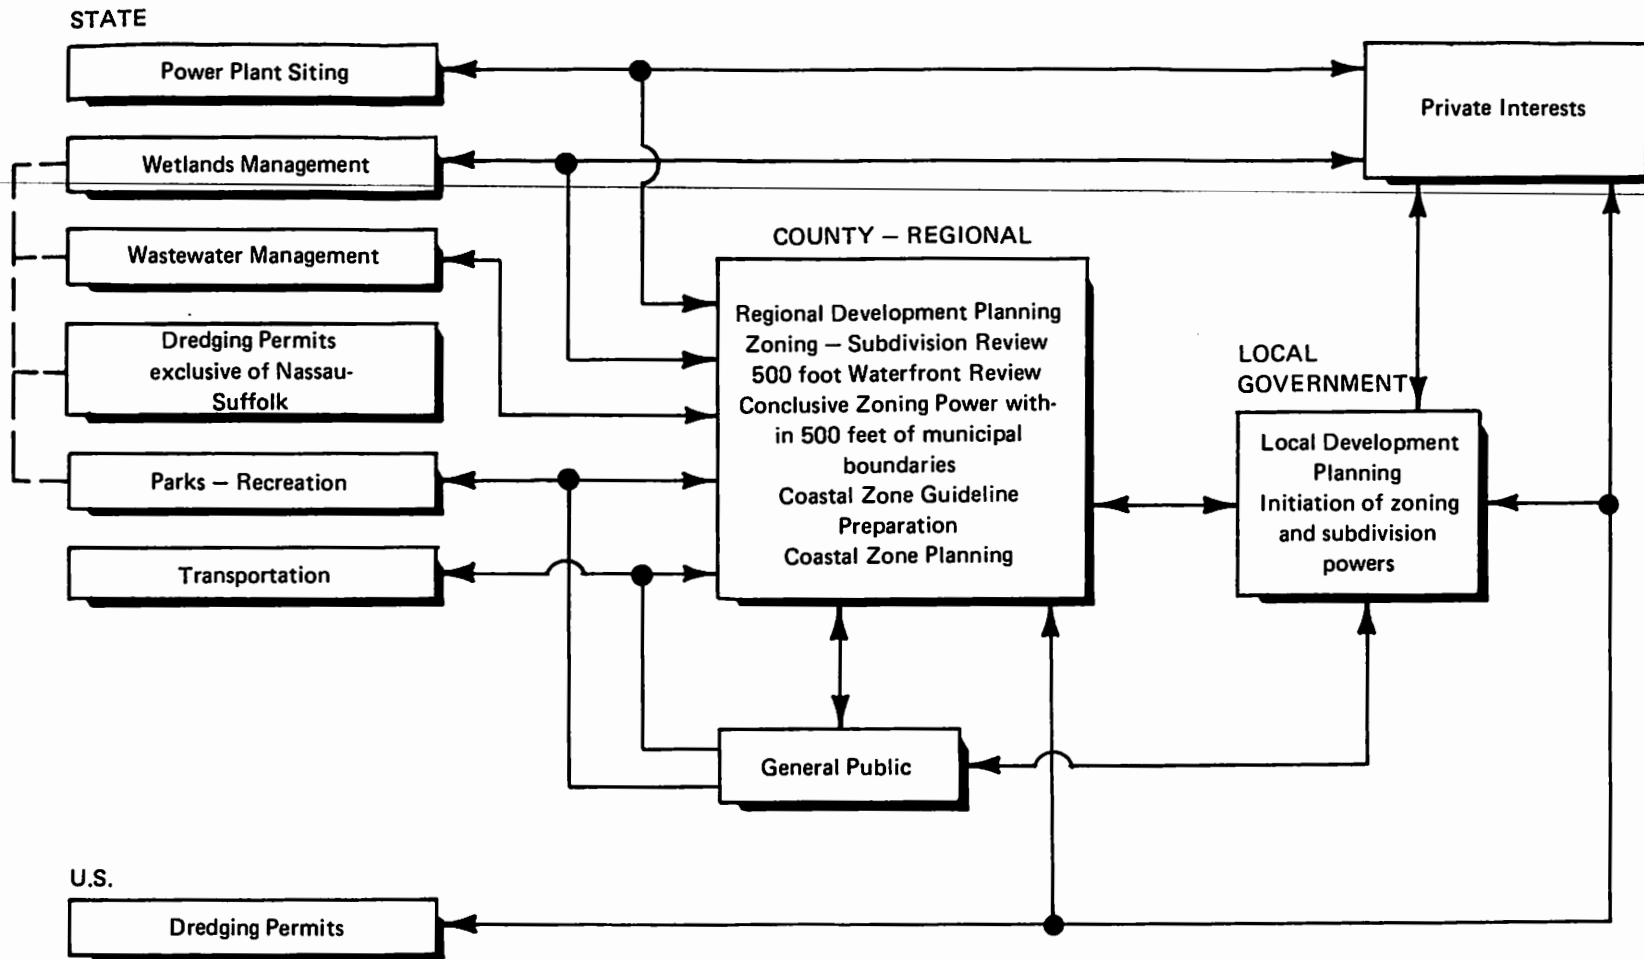 STATE
Power Plant Siting
Wetlands Management
Wastewater Management
Dredging Permits
exclusive of Nassau-
Suffolk
Parks – Recreation
Transportation
COUNTY – REGIONAL
Regional Development Planning
Zoning – Subdivision Review
500 foot Waterfront Review
Conclusive Zoning Power with-
in 500 feet of municipal
boundaries
Coastal Zone Guideline
Preparation
Coastal Zone Planning
Private Interests
LOCAL
GOVERNMENT
Local Development
Planning
Initiation of zoning
and subdivision
powers
General Public
U.S.
Dredging Permits